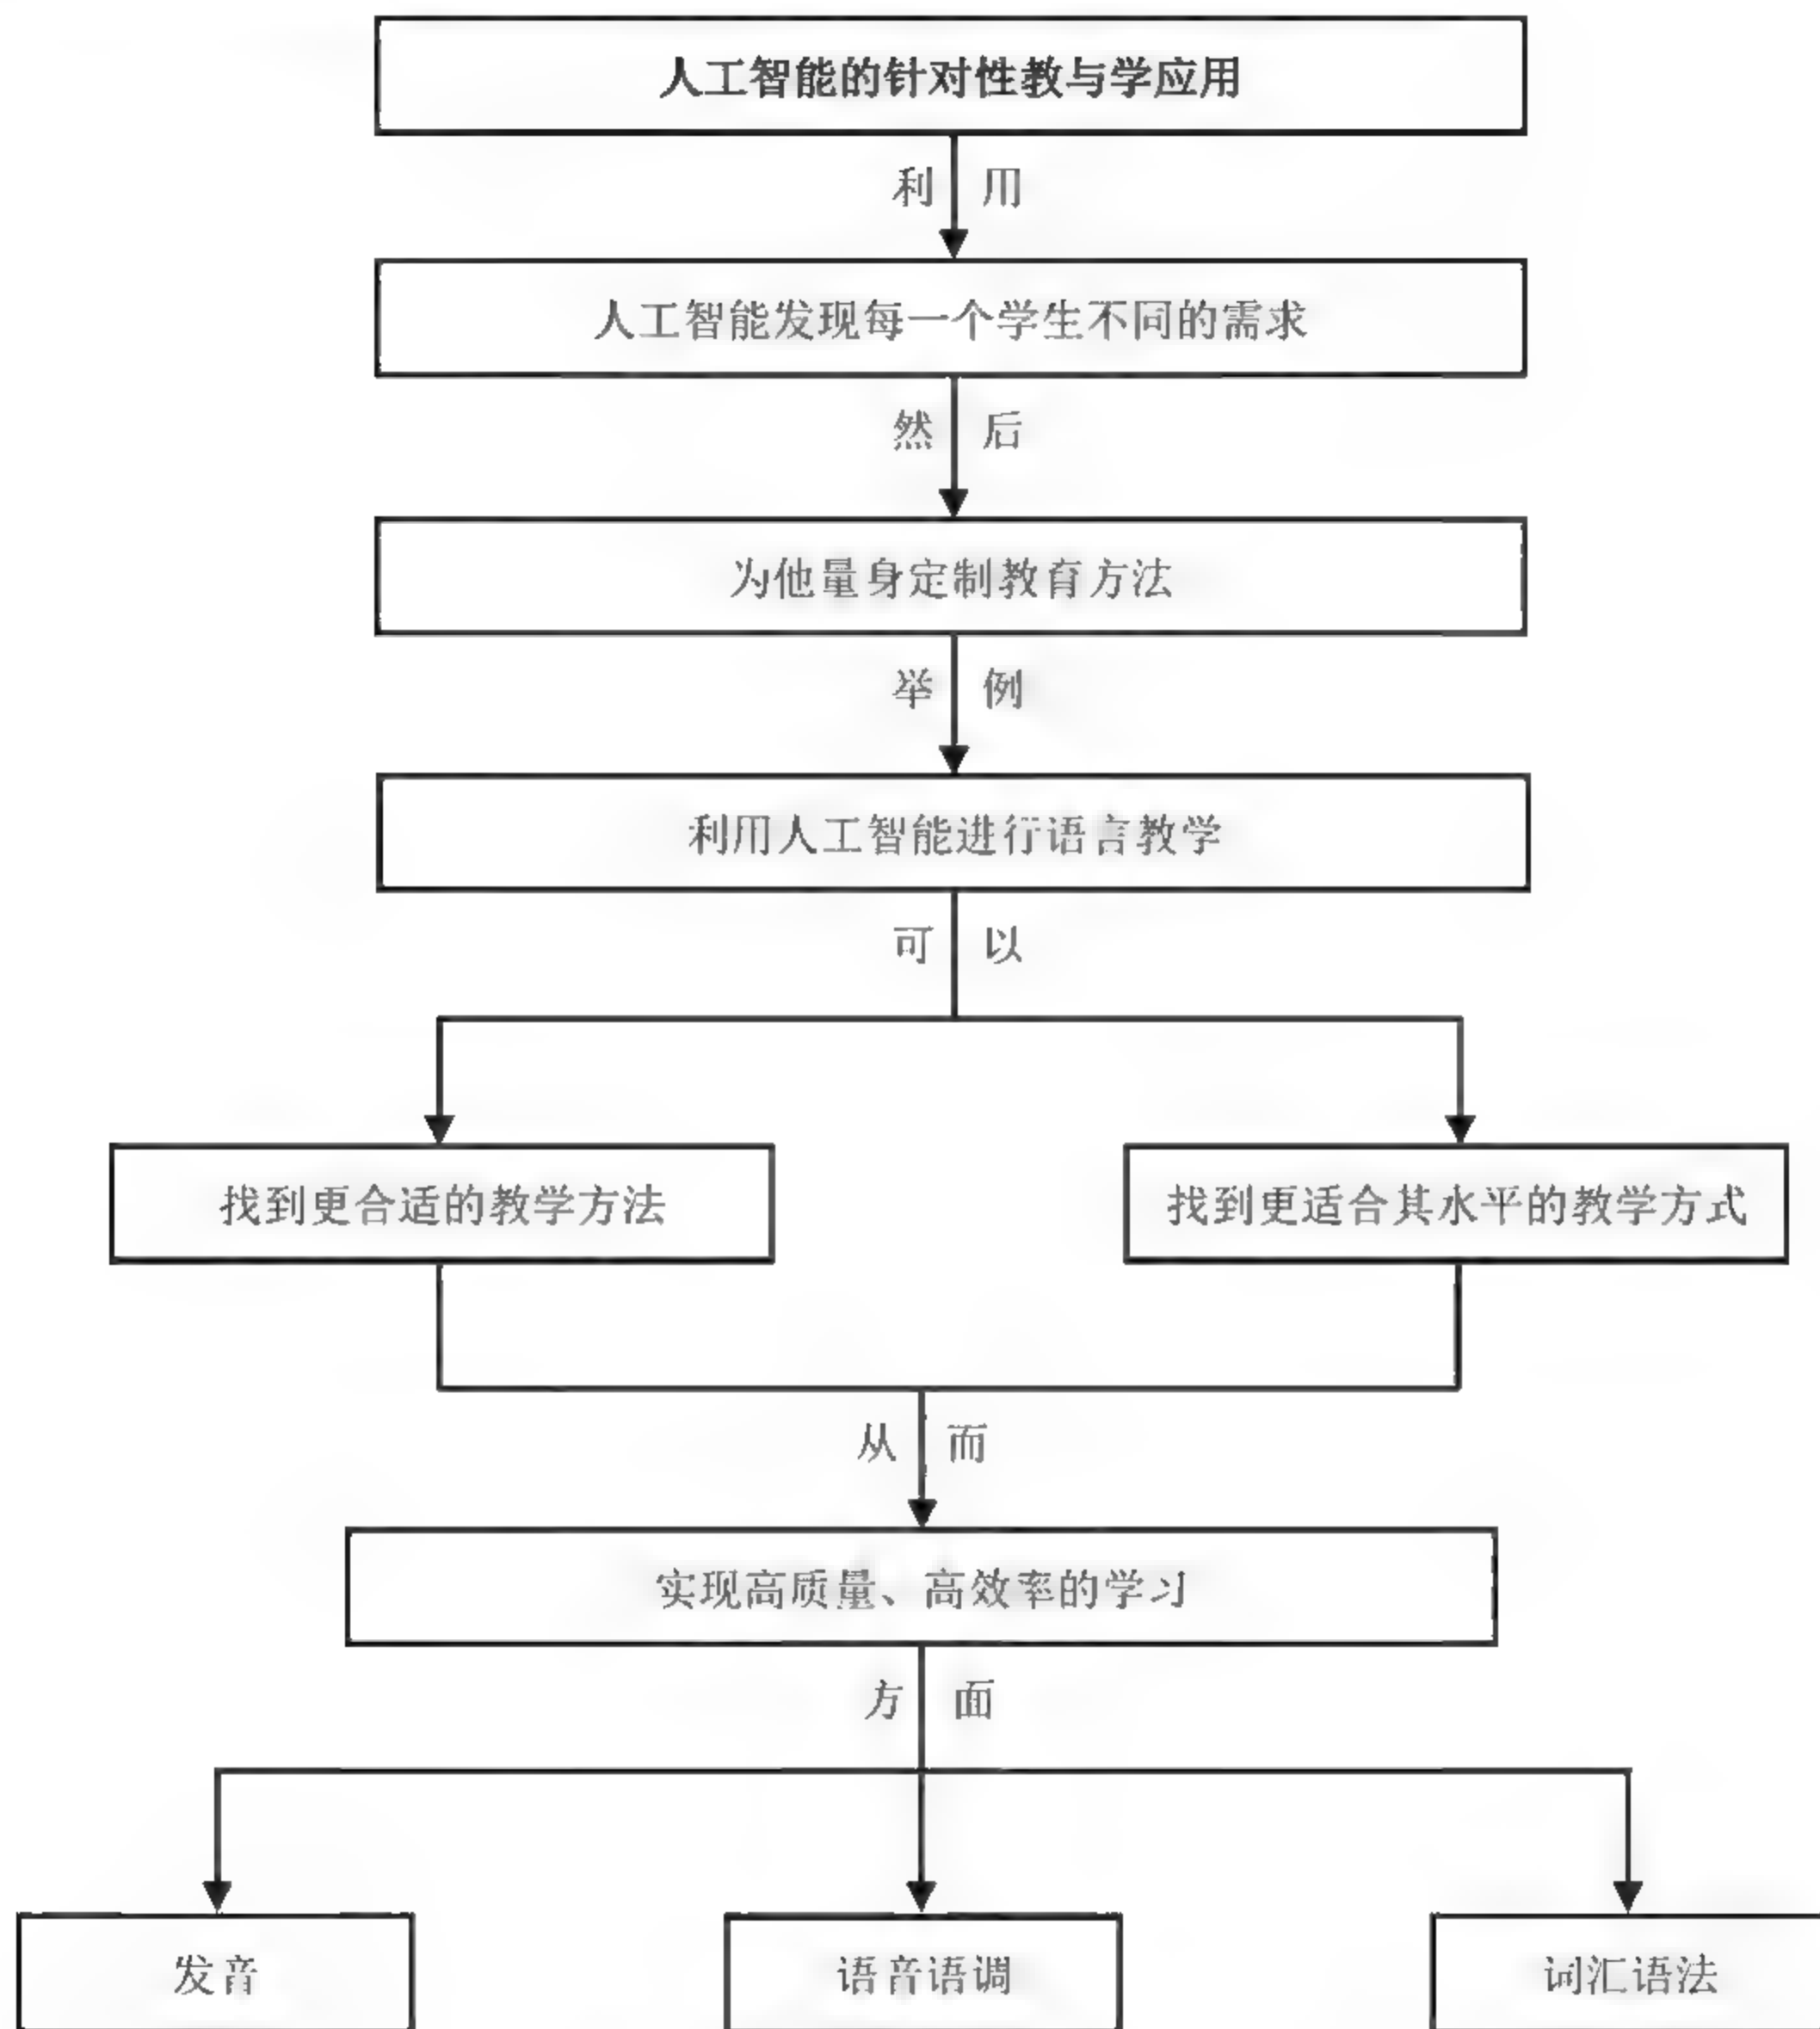 人工智能的针对性教与学应用
利用
人工智能发现每一个学生不同的需求
然后
为他量身定制教育方法
举例
利用人工智能进行语言教学
可以
找到更合适的教学方法
找到更适合其水平的教学方式
从而
实现高质量、高效率的学习
方面
发音
语音语调
词汇语法